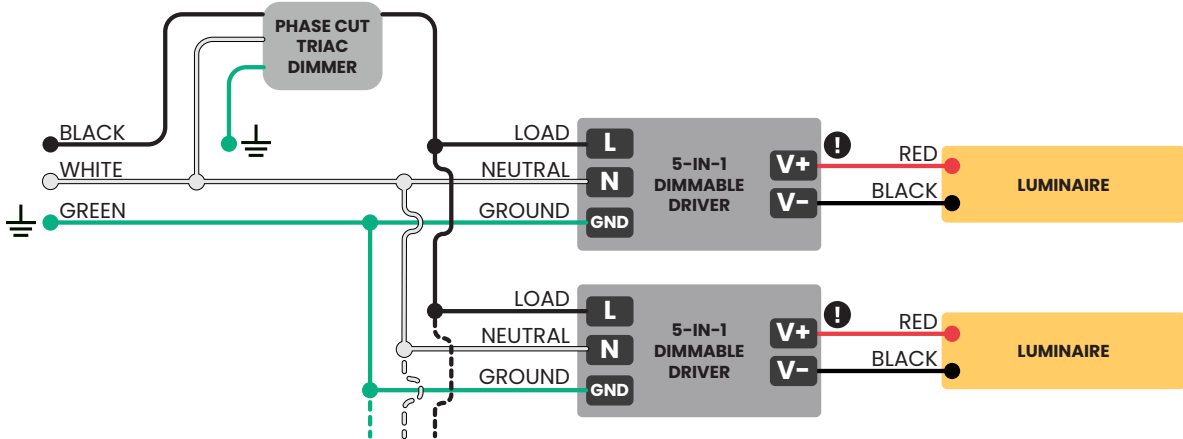 PHASE CUT
TRIAC
DIMMER
BLACK
WHITE
GREEN
LOAD
NEUTRAL
GROUND
L
N
GND
5-IN-1
DIMMABLE
DRIVER
V+
V-
!
RED
BLACK
LUMINAIRE
LOAD
NEUTRAL
GROUND
L
N
GND
5-IN-1
DIMMABLE
DRIVER
V+
V-
!
RED
BLACK
LUMINAIRE